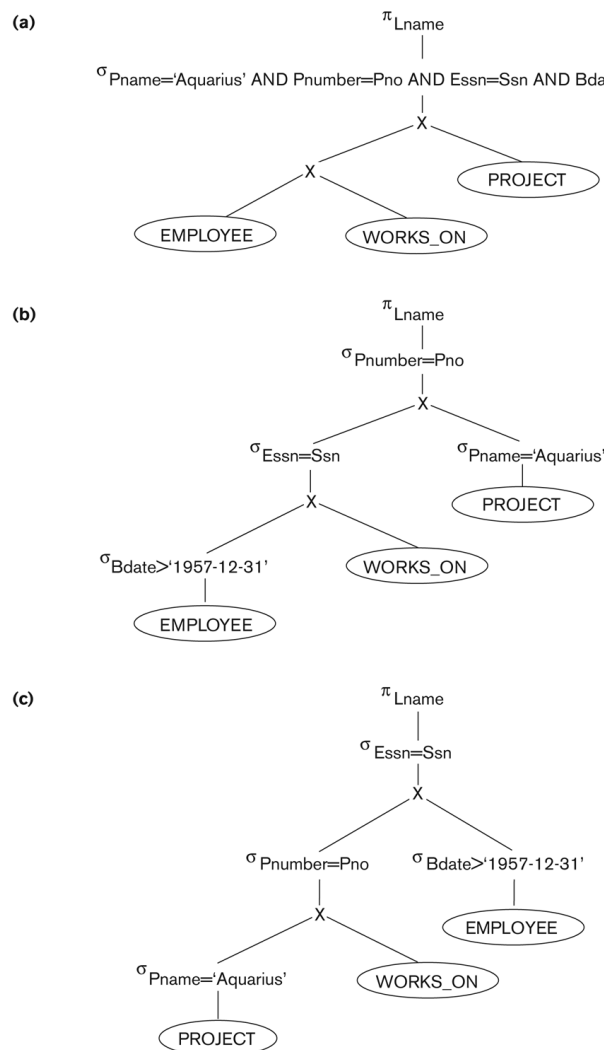 (a)
πLname
σPname='Aquarius' AND Pnumber=Pno AND Essn=Ssn AND Bda
X
X
PROJECT
EMPLOYEE
WORKS_ON
(b)
πLname
σPnumber=Pno
X
σEssn=Ssn
σPname='Aquarius'
X
PROJECT
σBdate>'1957-12-31'
WORKS_ON
EMPLOYEE
(c)
πLname
σEssn=Ssn
X
σPnumber=Pno
σBdate>'1957-12-31'
X
EMPLOYEE
σPname='Aquarius'
WORKS_ON
PROJECT